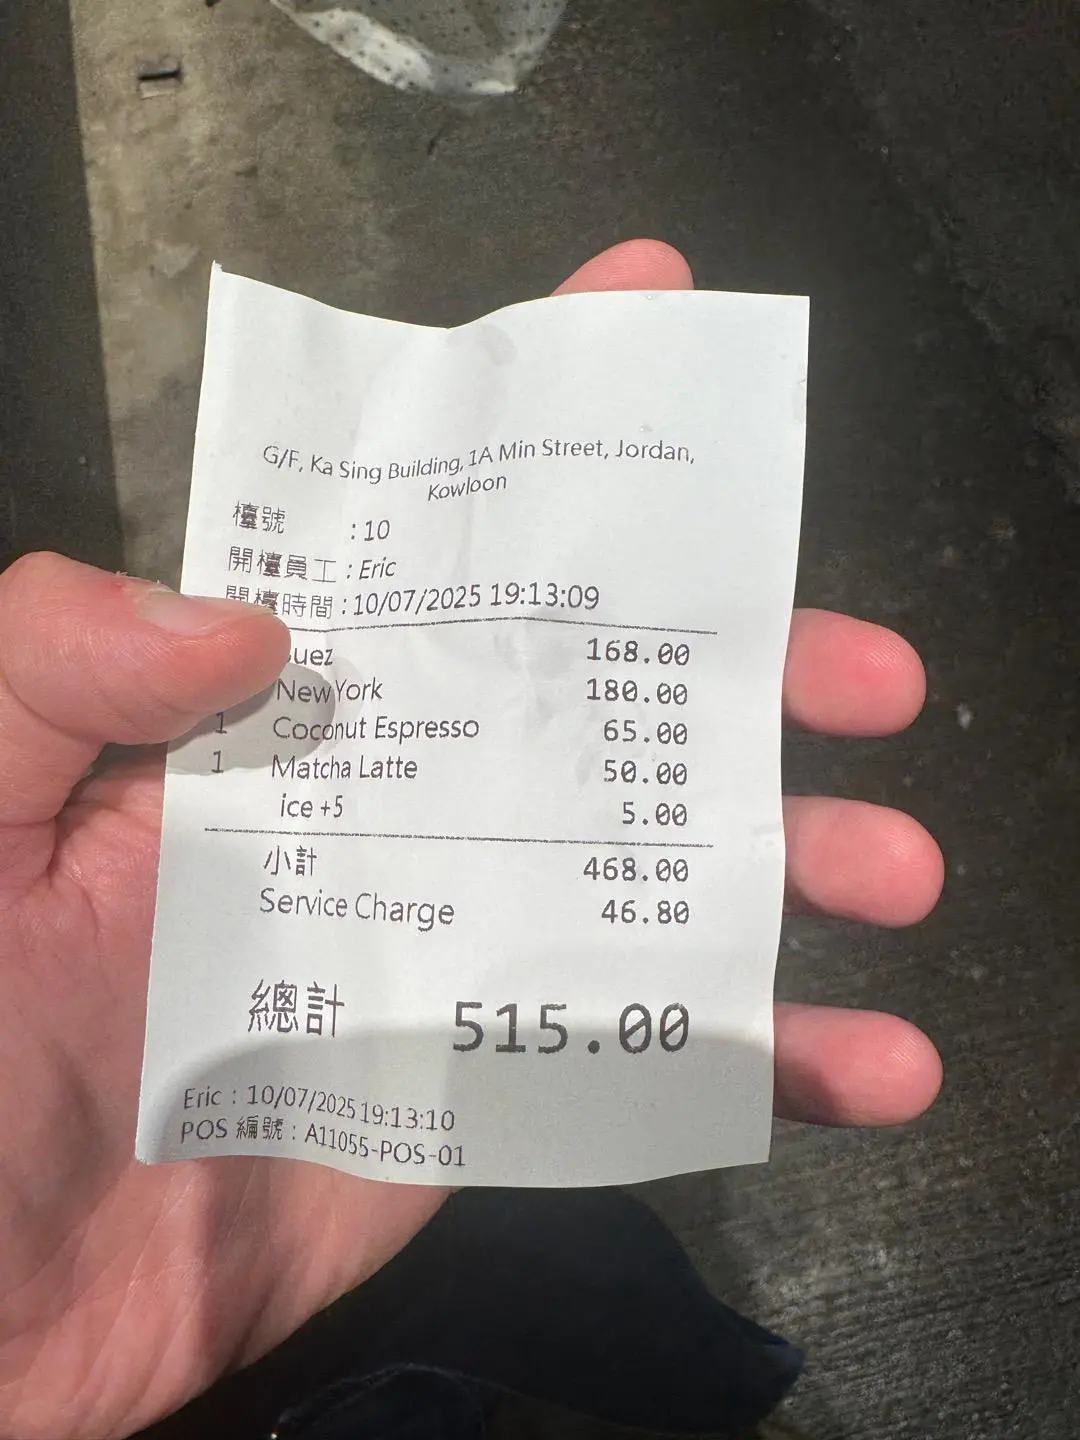 G/F, Ka Sing Building, 1A Min Street, Jordan,
Kowloon
檯號 : 10
開檯員工 : Eric
開檯時間 : 10/07/2025 19:13:09
168.00
NewYork 180.00
1 Coconut Espresso 65.00
1 Matcha Latte 50.00
ice +5 5.00
小計 468.00
Service Charge 46.80
總計 515.00
Eric : 10/07/2025 19:13:10
POS 編號 : A11055-POS-01